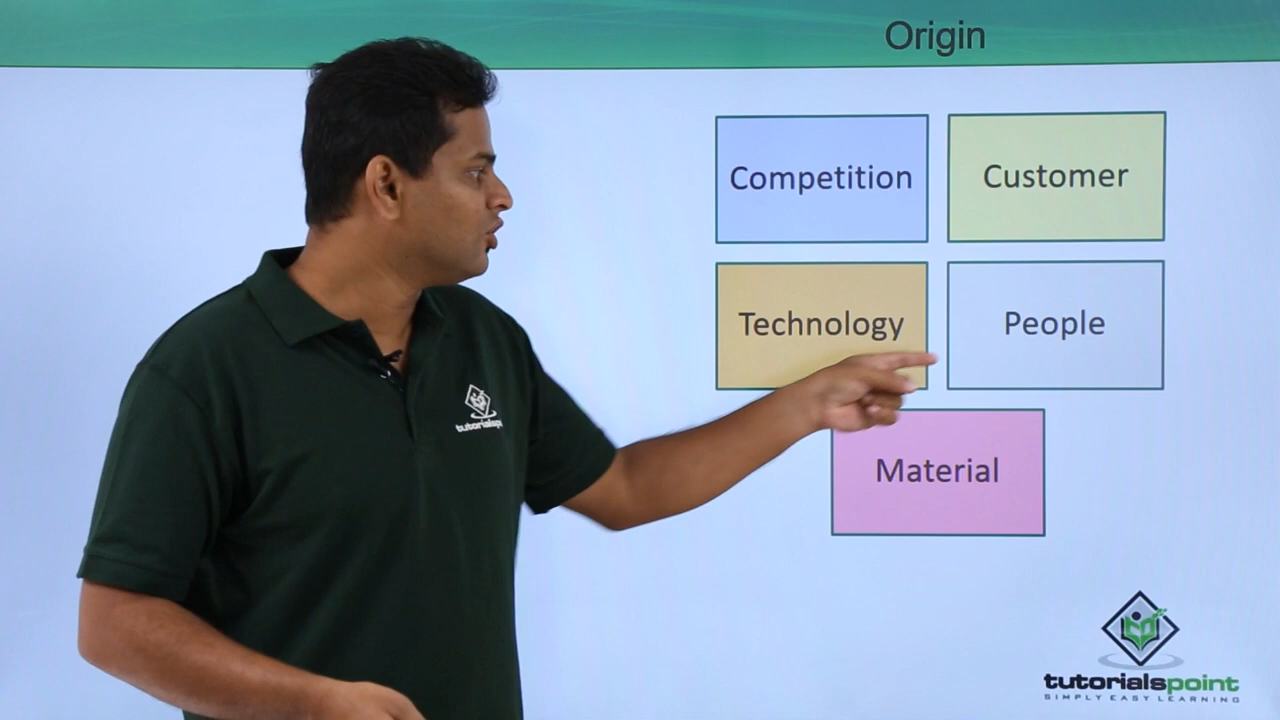 Origin
Competition
Customer
Technology
People
Material
tutorialspoint
SIMPLY EASY LEARNING